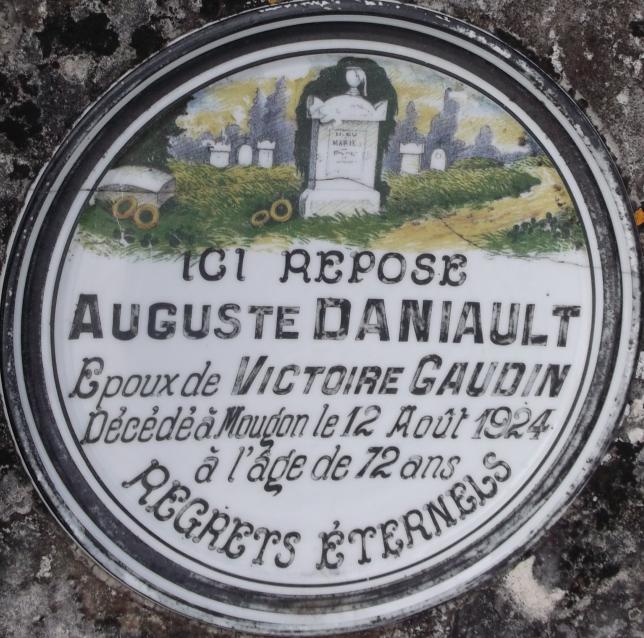 MARIE
ICI REPOSE
AUGUSTE DANIAULT
Epoux de VICTOIRE GAUDIN
Décédé à Mougon le 12 Août 1924
à l'âge de 72 ans
REGRETS ÉTERNELS